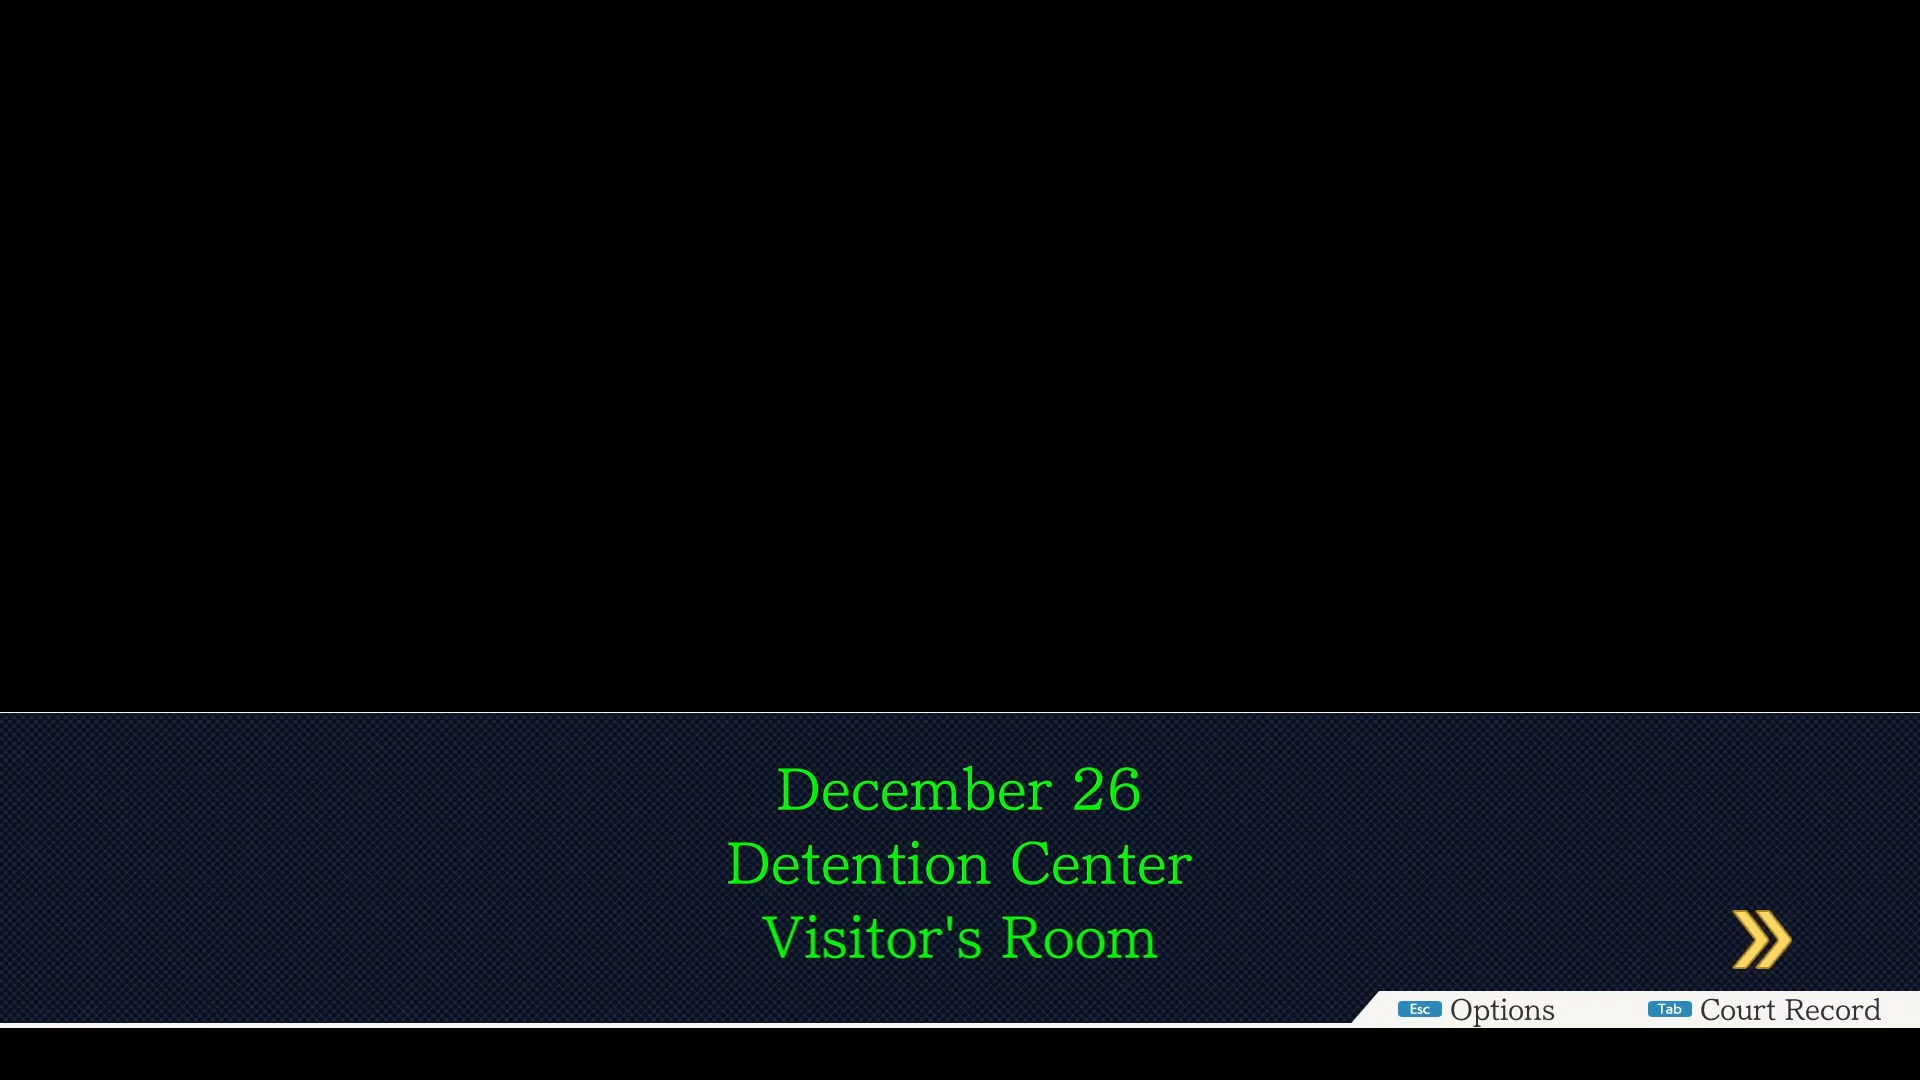 December 26
Detention Center
Visitor's Room
Esc Options Tab Court Record